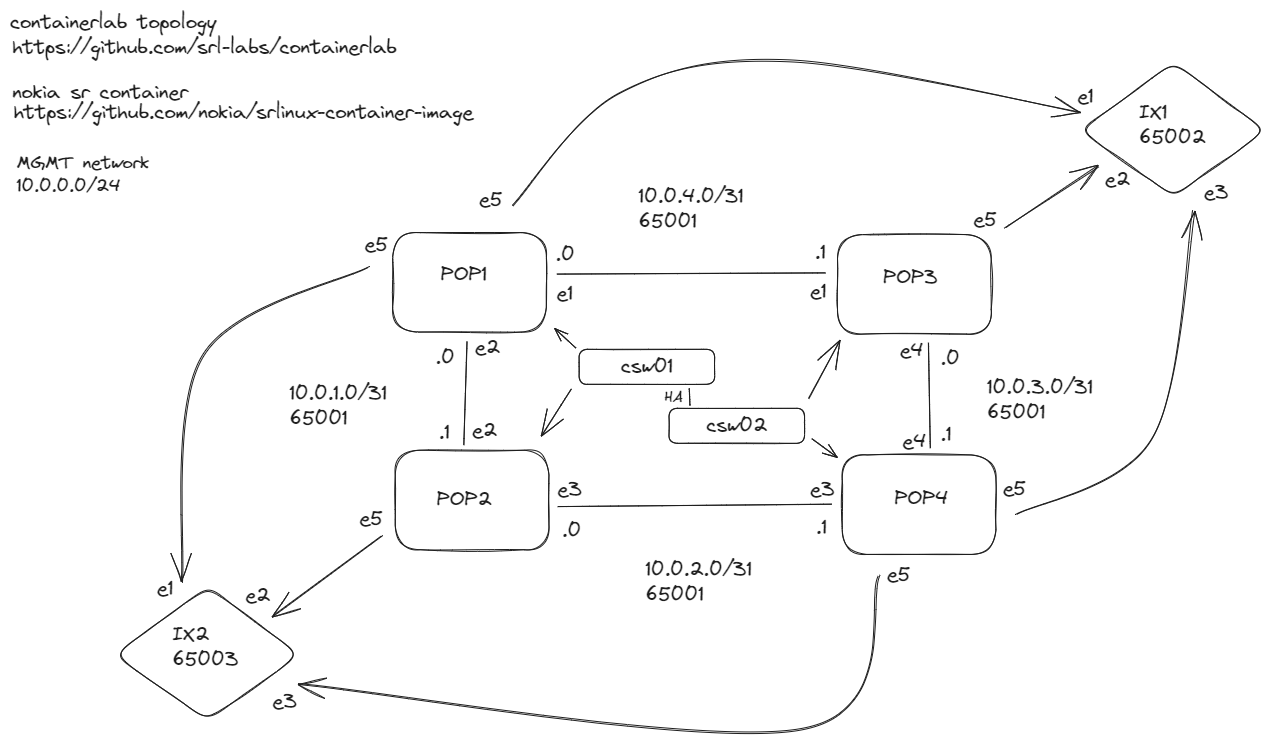 containerlab topology
https://github.com/srl-labs/containerlab
nokia sr container
https://github.com/nokia/srlinux-container-image
MGMT network
10.0.0.0/24
e1
IX1
65002
e2
e3
e5
10.0.4.0/31
65001
e5
e5
POP1
.0
e1
.1
e1
POP3
.0
e2
csw01
HA
csw02
e4
.0
10.0.1.0/31
65001
10.0.3.0/31
65001
.1
e2
e4
.1
POP2
e3
.0
e3
.1
POP4
e5
e5
10.0.2.0/31
65001
e5
e1
e2
IX2
65003
e3